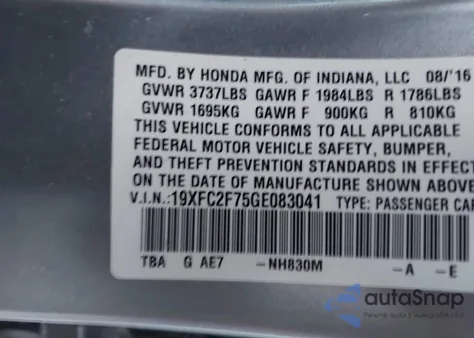 MFD. BY HONDA MFG. OF INDIANA, LLC 08/'16
GVWR 3737LBS GAWR F 1984LBS R 1786LBS
GVWR 1695KG GAWR F 900KG R 810KG
THIS VEHICLE CONFORMS TO ALL APPLICABLE
FEDERAL MOTOR VEHICLE SAFETY, BUMPER,
AND THEFT PREVENTION STANDARDS IN EFFECT
ON THE DATE OF MANUFACTURE SHOWN ABOVE
V.I.N.:19XFC2F75GE083041 TYPE: PASSENGER CAR
TBA G AE7 -NH830M -A -E
autoSnap